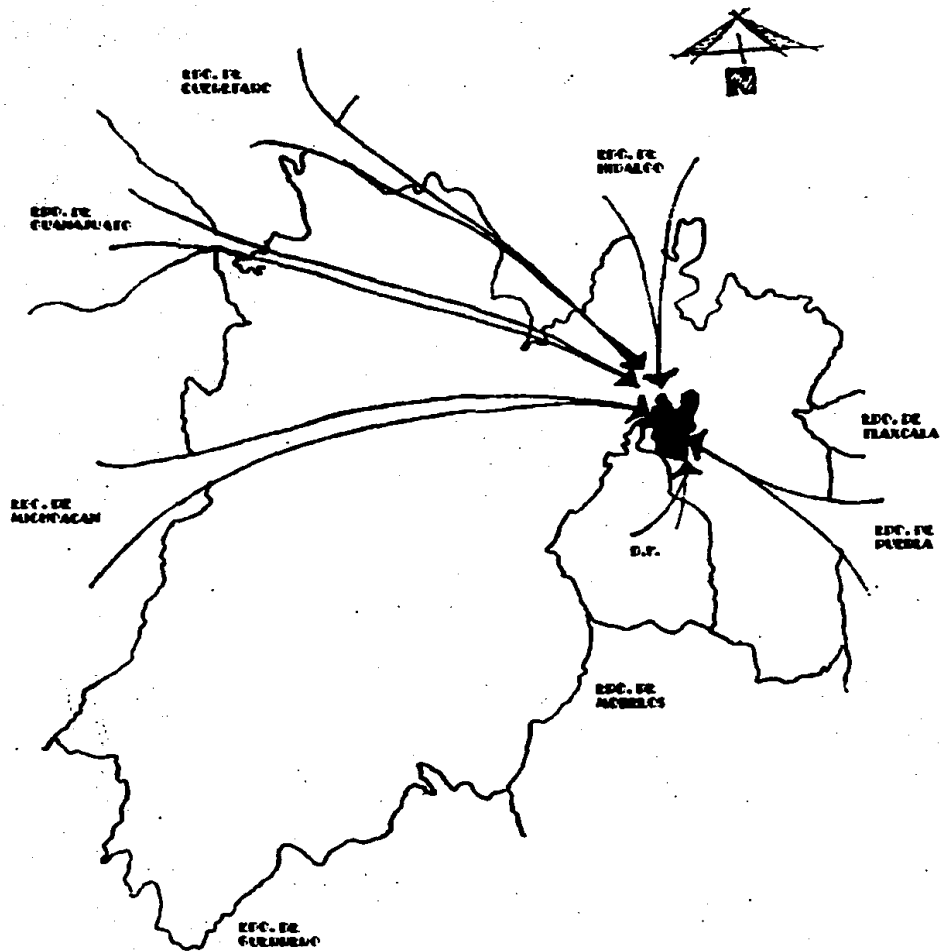 EDO. DE
QUERETARO
EDO. DE
HIDALGO
EDO. DE
GUANAJUATO
EDO. DE
TLAXCALA
EDO. DE
MICHOACAN
EDO. DE
PUEBLA
D.F.
EDO. DE
MORELOS
EDO. DE
GUERRERO